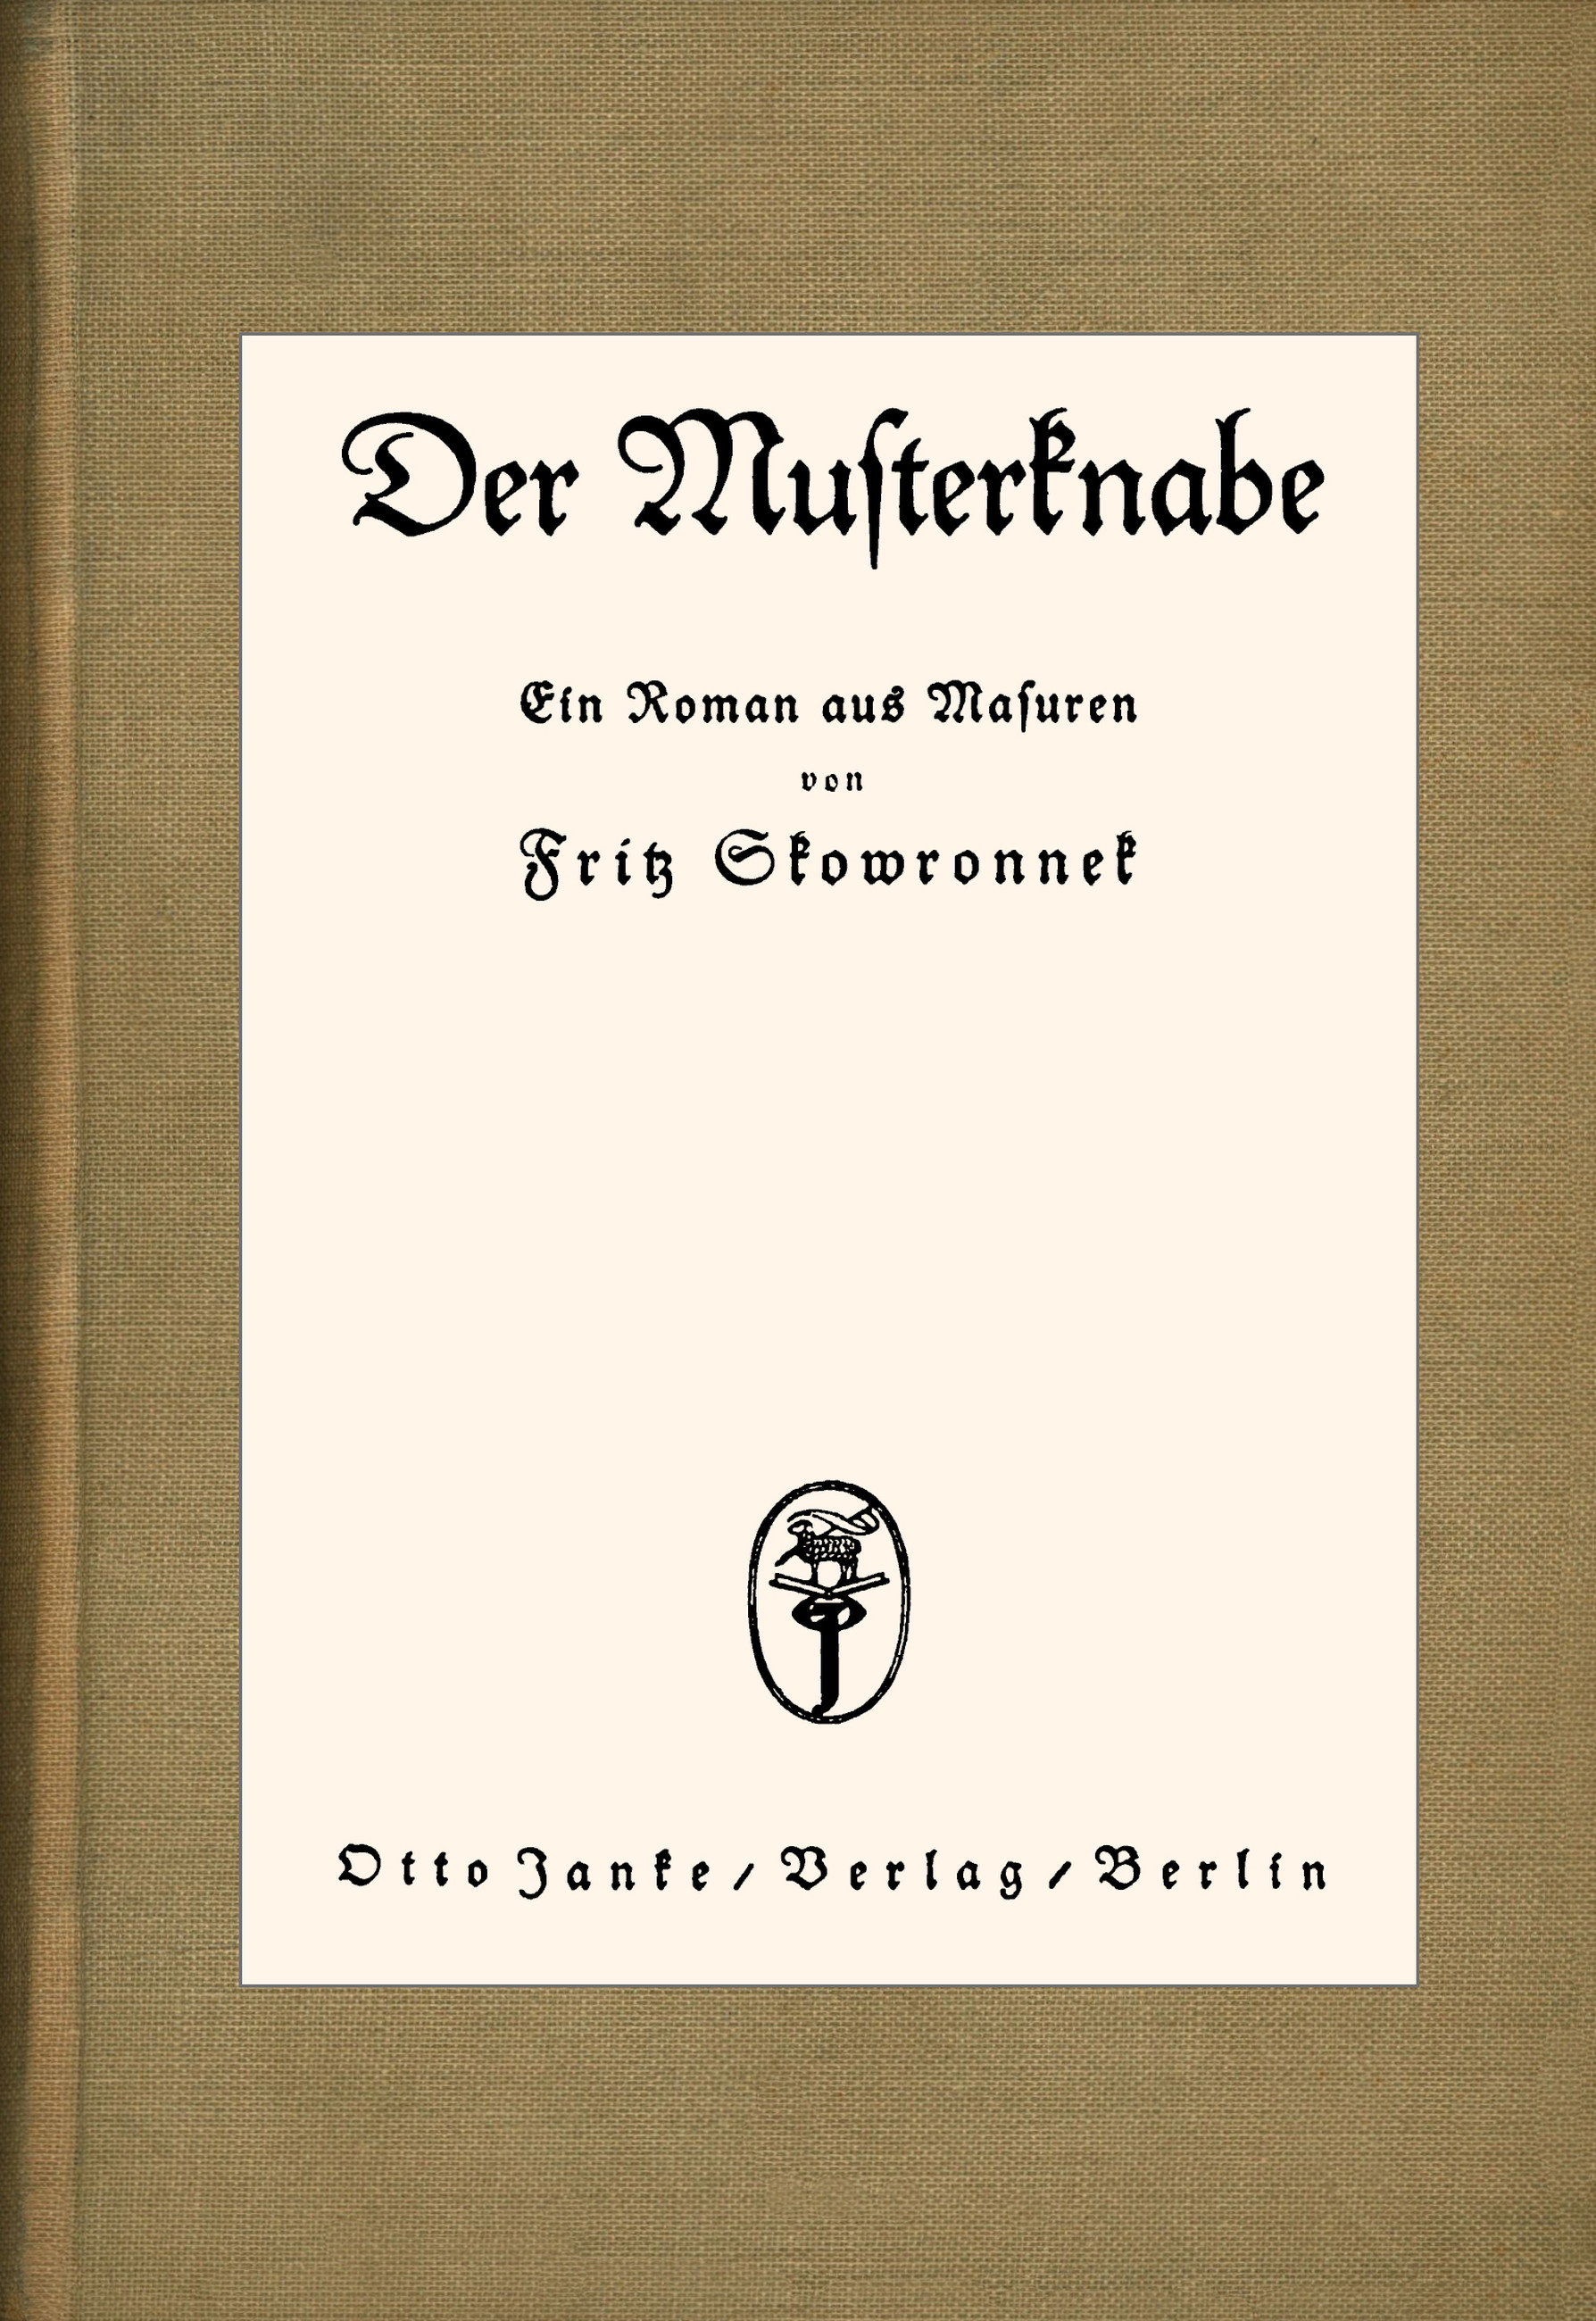 Der Muſterknabe
Ein Roman aus Maſuren
von
Fritz Skowronnek
J
Otto Janke / Verlag / Berlin